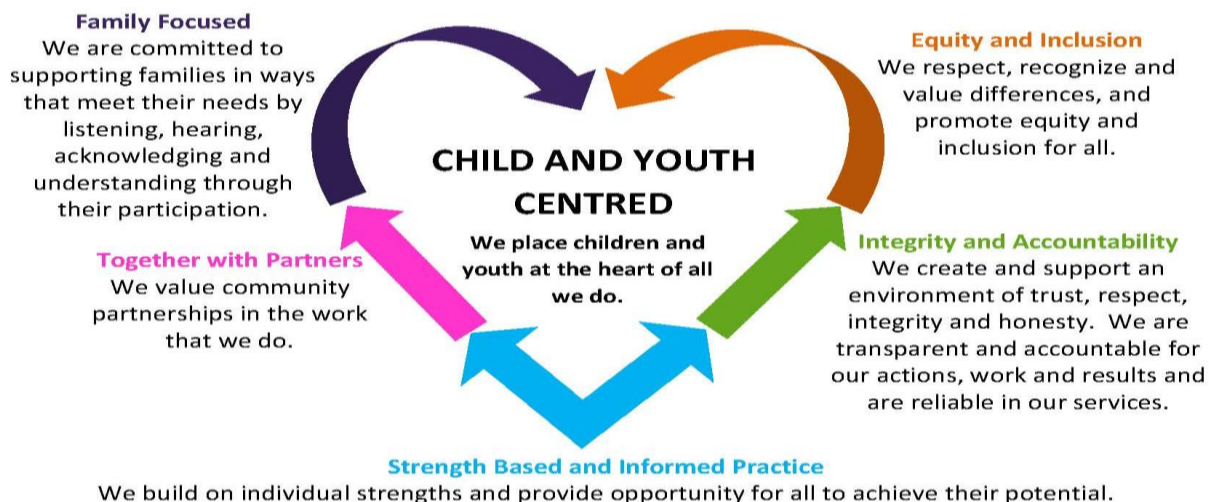 Family Focused
We are committed to
supporting families in ways
that meet their needs by
listening, hearing,
acknowledging and
understanding through
their participation.
Equity and Inclusion
We respect, recognize and
value differences, and
promote equity and
inclusion for all.
CHILD AND YOUTH
CENTRED
We place children and
youth at the heart of all
we do.
Together with Partners
We value community
partnerships in the work
that we do.
Integrity and Accountability
We create and support an
environment of trust, respect,
integrity and honesty.  We are
transparent and accountable for
our actions, work and results and
are reliable in our services.
Strength Based and Informed Practice
We build on individual strengths and provide opportunity for all to achieve their potential.